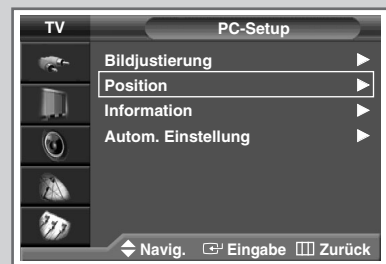 TV PC-Setup
Bildjustierung
Position
Information
Autom. Einstellung
Navig. Eingabe Zurück